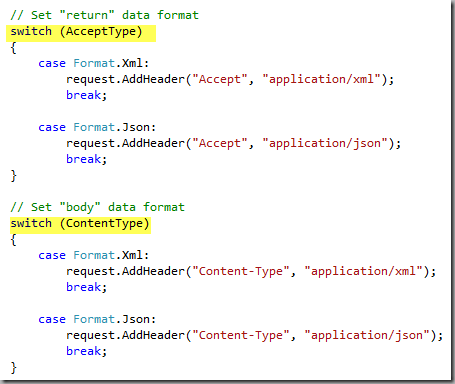 // Set "return" data format
switch (AcceptType)
{
    case Format.Xml:
        request.AddHeader("Accept", "application/xml");
        break;

    case Format.Json:
        request.AddHeader("Accept", "application/json");
        break;
}

// Set "body" data format
switch (ContentType)
{
    case Format.Xml:
        request.AddHeader("Content-Type", "application/xml");
        break;

    case Format.Json:
        request.AddHeader("Content-Type", "application/json");
        break;
}